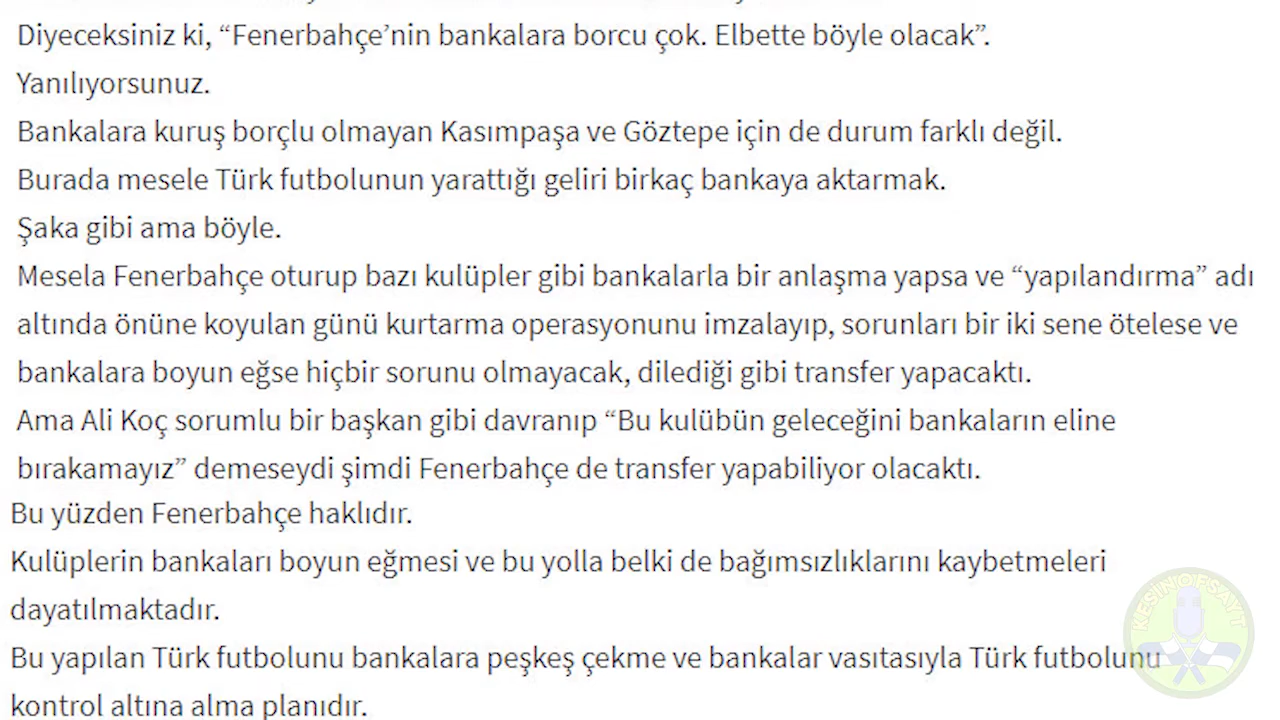 Diyeceksiniz ki, “Fenerbahçe’nin bankalara borcu çok. Elbette böyle olacak”.
Yanılıyorsunuz.
Bankalara kuruş borçlu olmayan Kasımpaşa ve Göztepe için de durum farklı değil.
Burada mesele Türk futbolunun yarattığı geliri birkaç bankaya aktarmak.
Şaka gibi ama böyle.
Mesela Fenerbahçe oturup bazı kulüpler gibi bankalarla bir anlaşma yapsa ve “yapılandırma” adı
altında önüne koyulan günü kurtarma operasyonunu imzalayıp, sorunları bir iki sene ötelese ve
bankalara boyun eğse hiçbir sorunu olmayacak, dilediği gibi transfer yapacaktı.
Ama Ali Koç sorumlu bir başkan gibi davranıp “Bu kulübün geleceğini bankaların eline
bırakamayız” demeseydi şimdi Fenerbahçe de transfer yapabiliyor olacaktı.
Bu yüzden Fenerbahçe haklıdır.
Kulüplerin bankaları boyun eğmesi ve bu yolla belki de bağımsızlıklarını kaybetmeleri
dayatılmaktadır.
Bu yapılan Türk futbolunu bankalara peşkeş çekme ve bankalar vasıtasıyla Türk futbolunu
kontrol altına alma planıdır.
KESİN OFSAYT